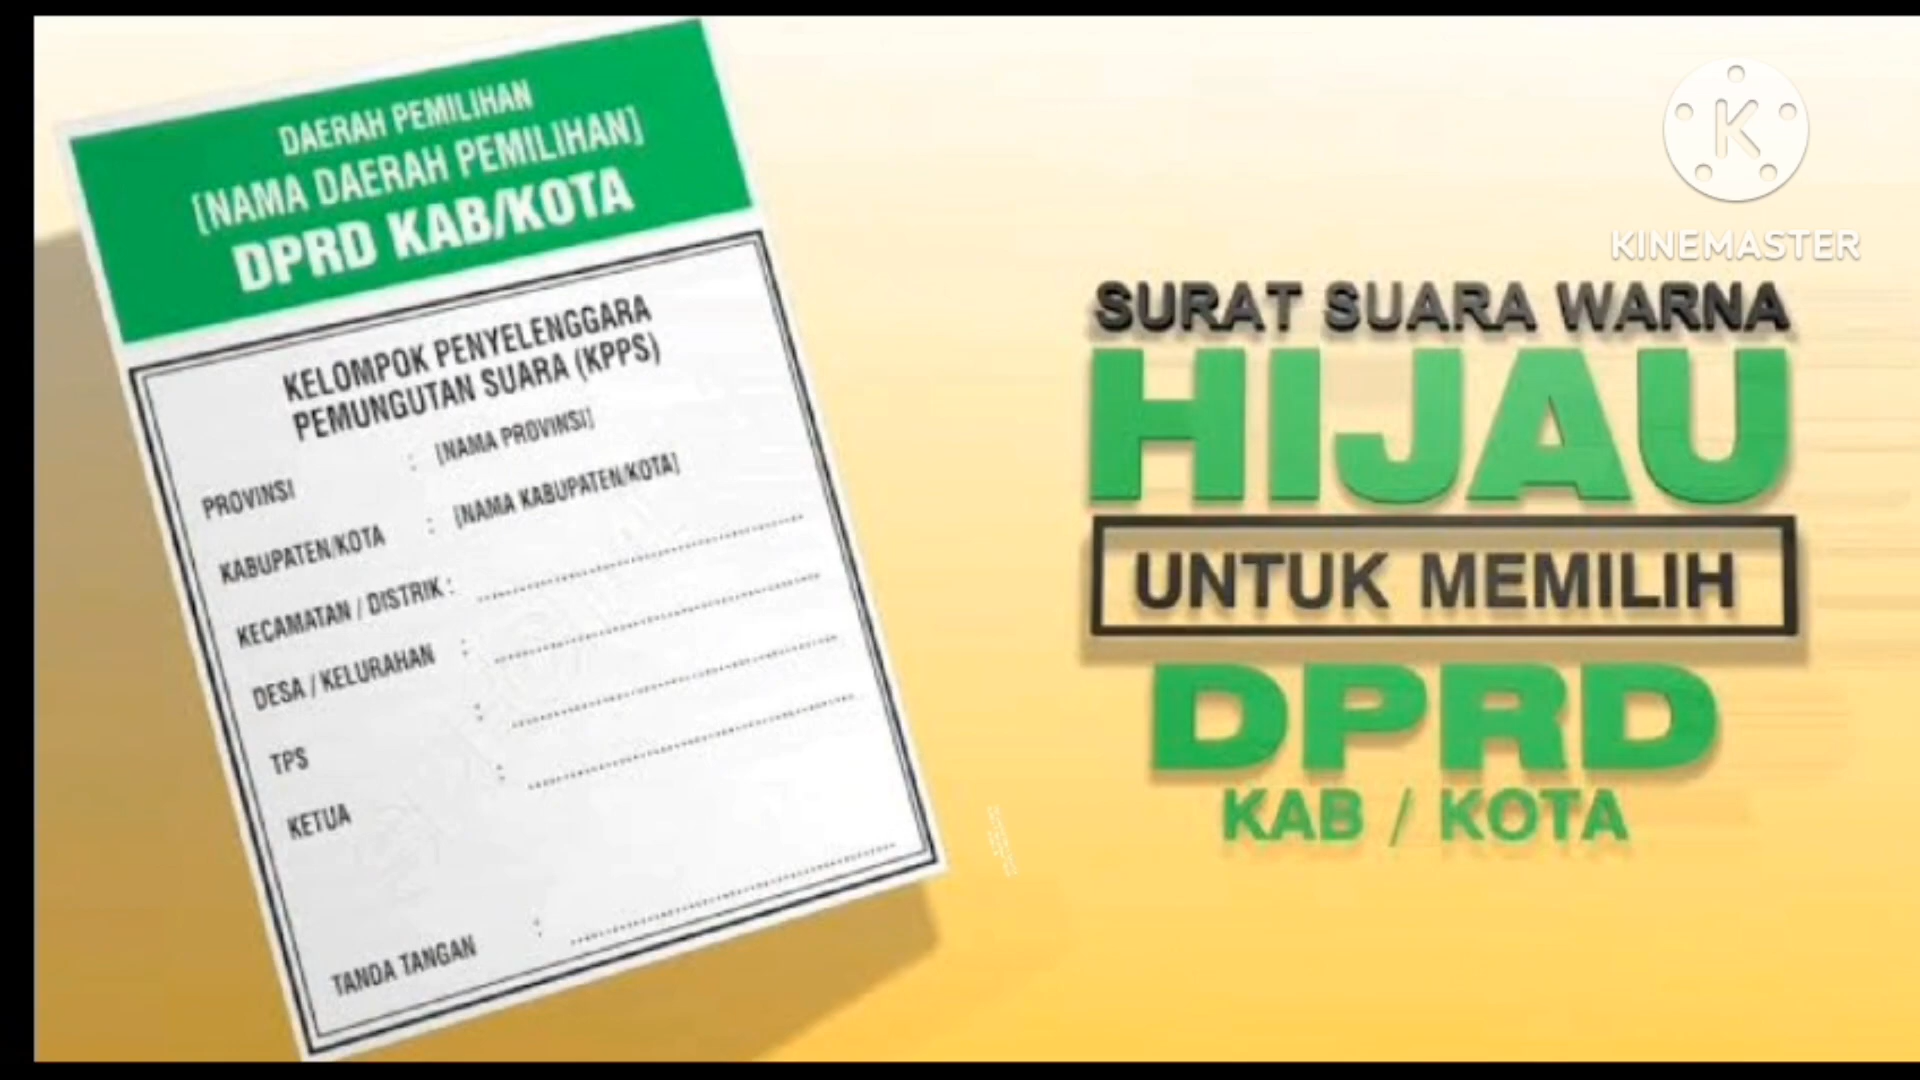 DAERAH PEMILIHAN
[NAMA DAERAH PEMILIHAN]
DPRD KAB/KOTA
KELOMPOK PENYELENGGARA
PEMUNGUTAN SUARA (KPPS)
PROVINSI : [NAMA PROVINSI]
KABUPATEN/KOTA : [NAMA KABUPATEN/KOTA]
KECAMATAN / DISTRIK : ....................
DESA / KELURAHAN : ....................
TPS : ....................
KETUA : ....................
TANDA TANGAN : ....................
K
KINEMASTER
SURAT SUARA WARNA
HIJAU
UNTUK MEMILIH
DPRD
KAB / KOTA